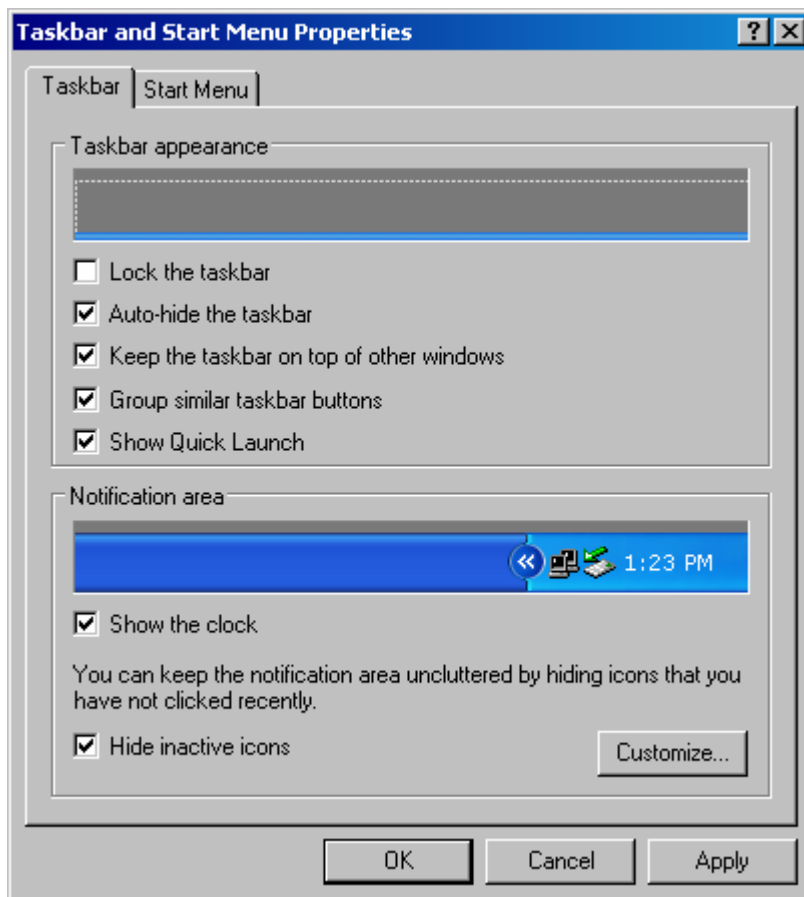 Taskbar and Start Menu Properties
Taskbar
Start Menu
Taskbar appearance
Lock the taskbar
Auto-hide the taskbar
Keep the taskbar on top of other windows
Group similar taskbar buttons
Show Quick Launch
Notification area
1:23 PM
Show the clock
You can keep the notification area uncluttered by hiding icons that you
have not clicked recently.
Hide inactive icons
Customize...
OK
Cancel
Apply